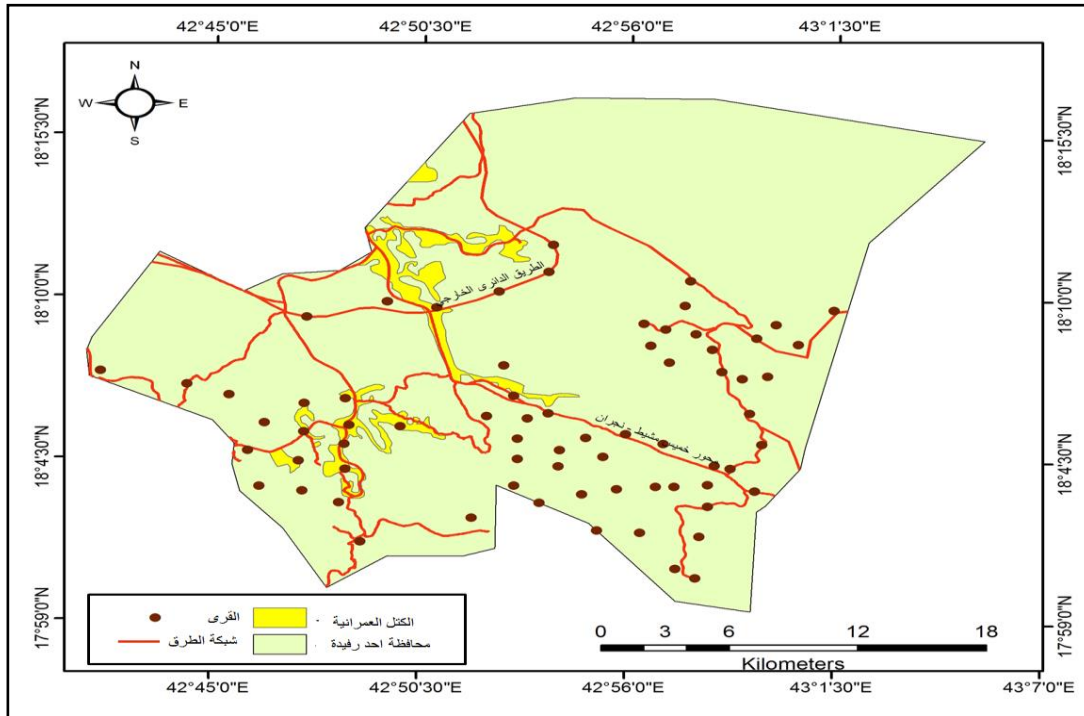 42°45'0"E 42°50'30"E 42°56'0"E 43°1'30"E
N
W E
S
18°15'30"N 18°15'30"N
الطريق الدائرى الخارجي
18°10'0"N 18°10'0"N
محور خميس مشيط - نجران
18°4'30"N 18°4'30"N
17°59'0"N 17°59'0"N
القرى الكتل العمرانية
شبكة الطرق محافظة احد رفيدة
0 3 6 12 18
Kilometers
42°45'0"E 42°50'30"E 42°56'0"E 43°1'30"E 43°7'0"E